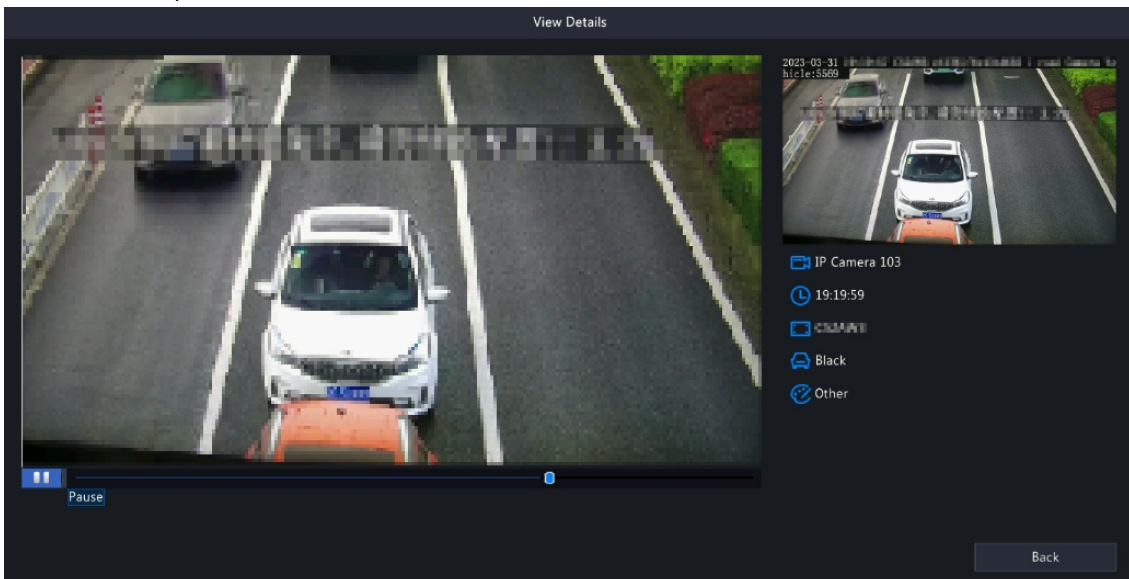 View Details
2023-03-31
hicle:5569
IP Camera 103
19:19:59
Black
Other
Pause
Back